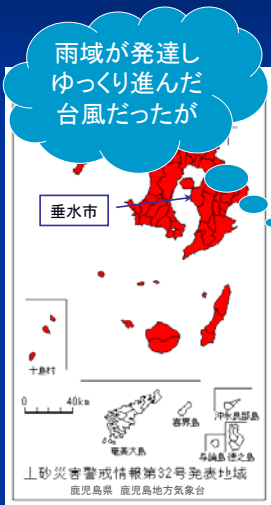 雨域が発達し
ゆっくり進んだ
台風だったが
垂水市
十島村
0 40km
奄美大島
喜界島
沖永良部島
与論島
徳之島
土砂災害警戒情報第32号発表地域
鹿児島県 鹿児島地方気象台